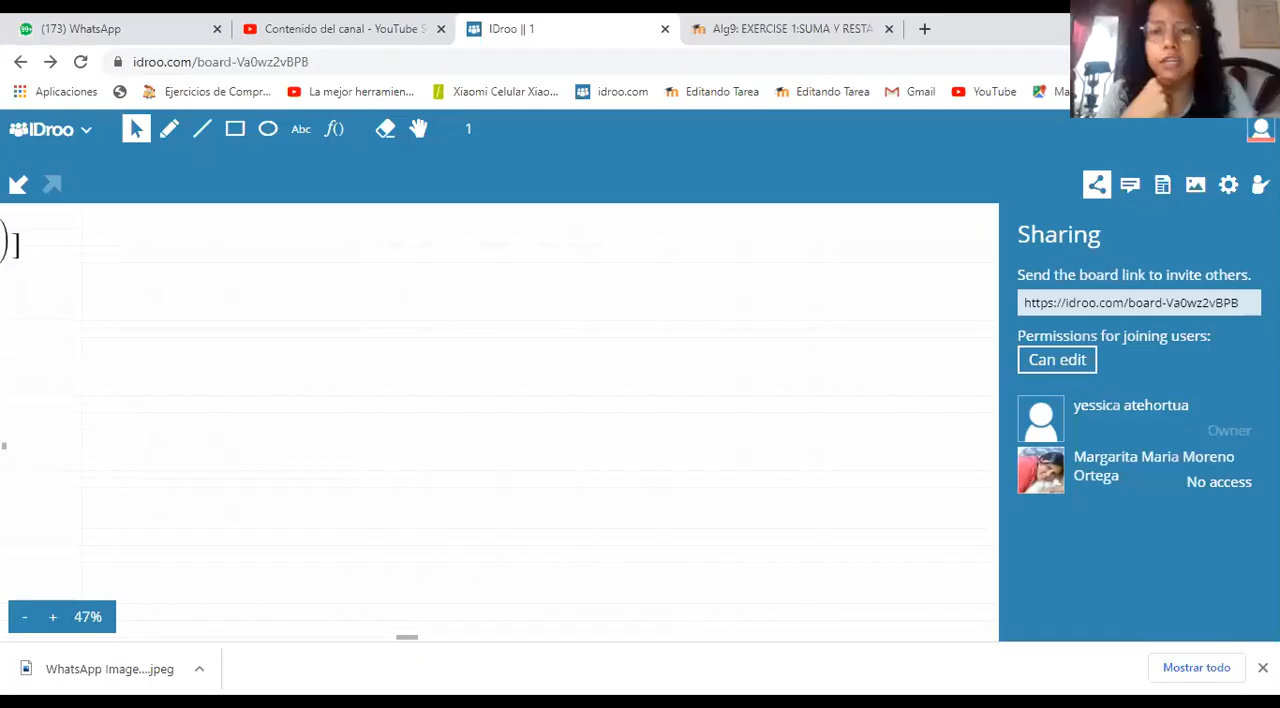 (173) WhatsApp
Contenido del canal - YouTube S
IDroo || 1
Alg9: EXERCISE 1:SUMA Y RESTA
idroo.com/board-Va0wz2vBPB
Aplicaciones
Ejercicios de Compr...
La mejor herramien...
Xiaomi Celular Xiao...
idroo.com
Editando Tarea
Editando Tarea
Gmail
YouTube
Ma
IDroo
Abc
f()
1
)]
Sharing
Send the board link to invite others.
https://idroo.com/board-Va0wz2vBPB
Permissions for joining users:
Can edit
yessica atehortua
Owner
Margarita Maria Moreno
Ortega
No access
- + 47%
WhatsApp Image....jpeg
Mostrar todo